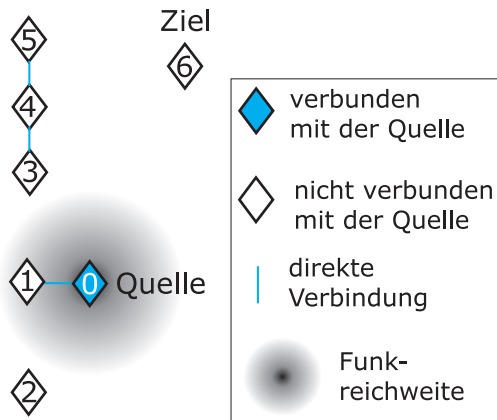 5
Ziel
6
4
3
1
0 Quelle
2
verbunden
mit der Quelle
nicht verbunden
mit der Quelle
direkte
Verbindung
Funk-
reichweite